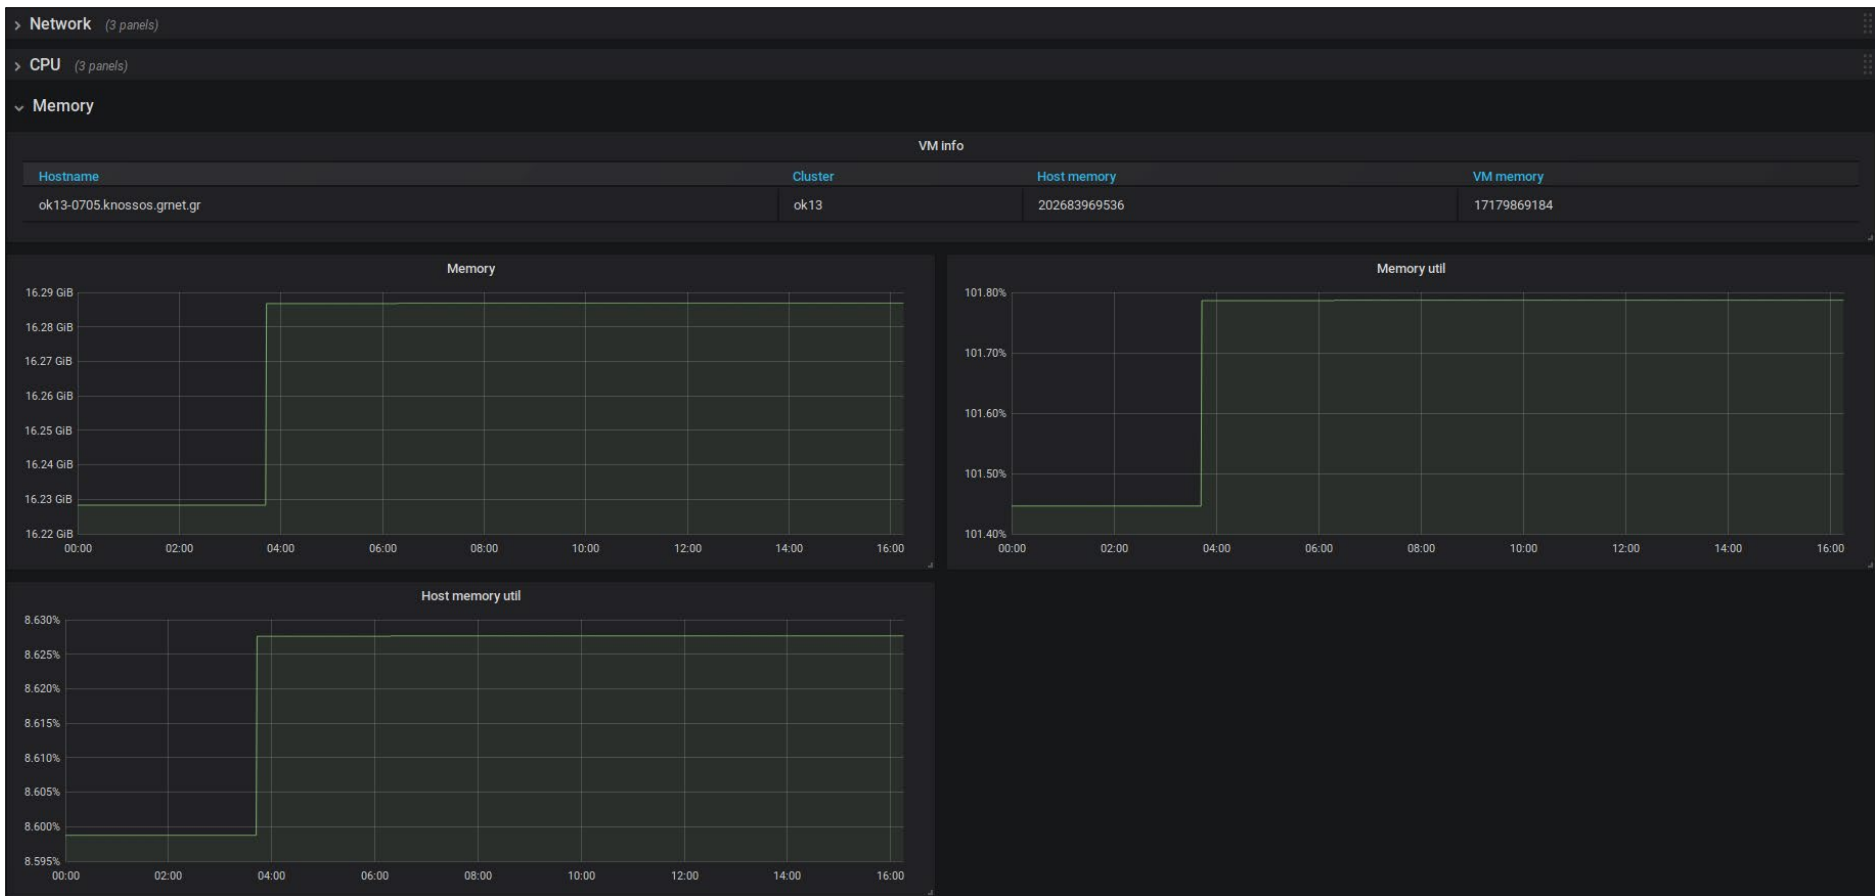 Network (3 panels)
CPU (3 panels)
Memory
VM info
Hostname Cluster Host memory VM memory
ok13-0705.knossos.grnet.gr ok13 202683969536 17179869184
Memory
16.29 GiB
16.28 GiB
16.27 GiB
16.26 GiB
16.25 GiB
16.24 GiB
16.23 GiB
16.22 GiB
00:00 02:00 04:00 06:00 08:00 10:00 12:00 14:00 16:00
Memory util
101.80%
101.70%
101.60%
101.50%
101.40%
00:00 02:00 04:00 06:00 08:00 10:00 12:00 14:00 16:00
Host memory util
8.630%
8.625%
8.620%
8.615%
8.610%
8.605%
8.600%
8.595%
00:00 02:00 04:00 06:00 08:00 10:00 12:00 14:00 16:00